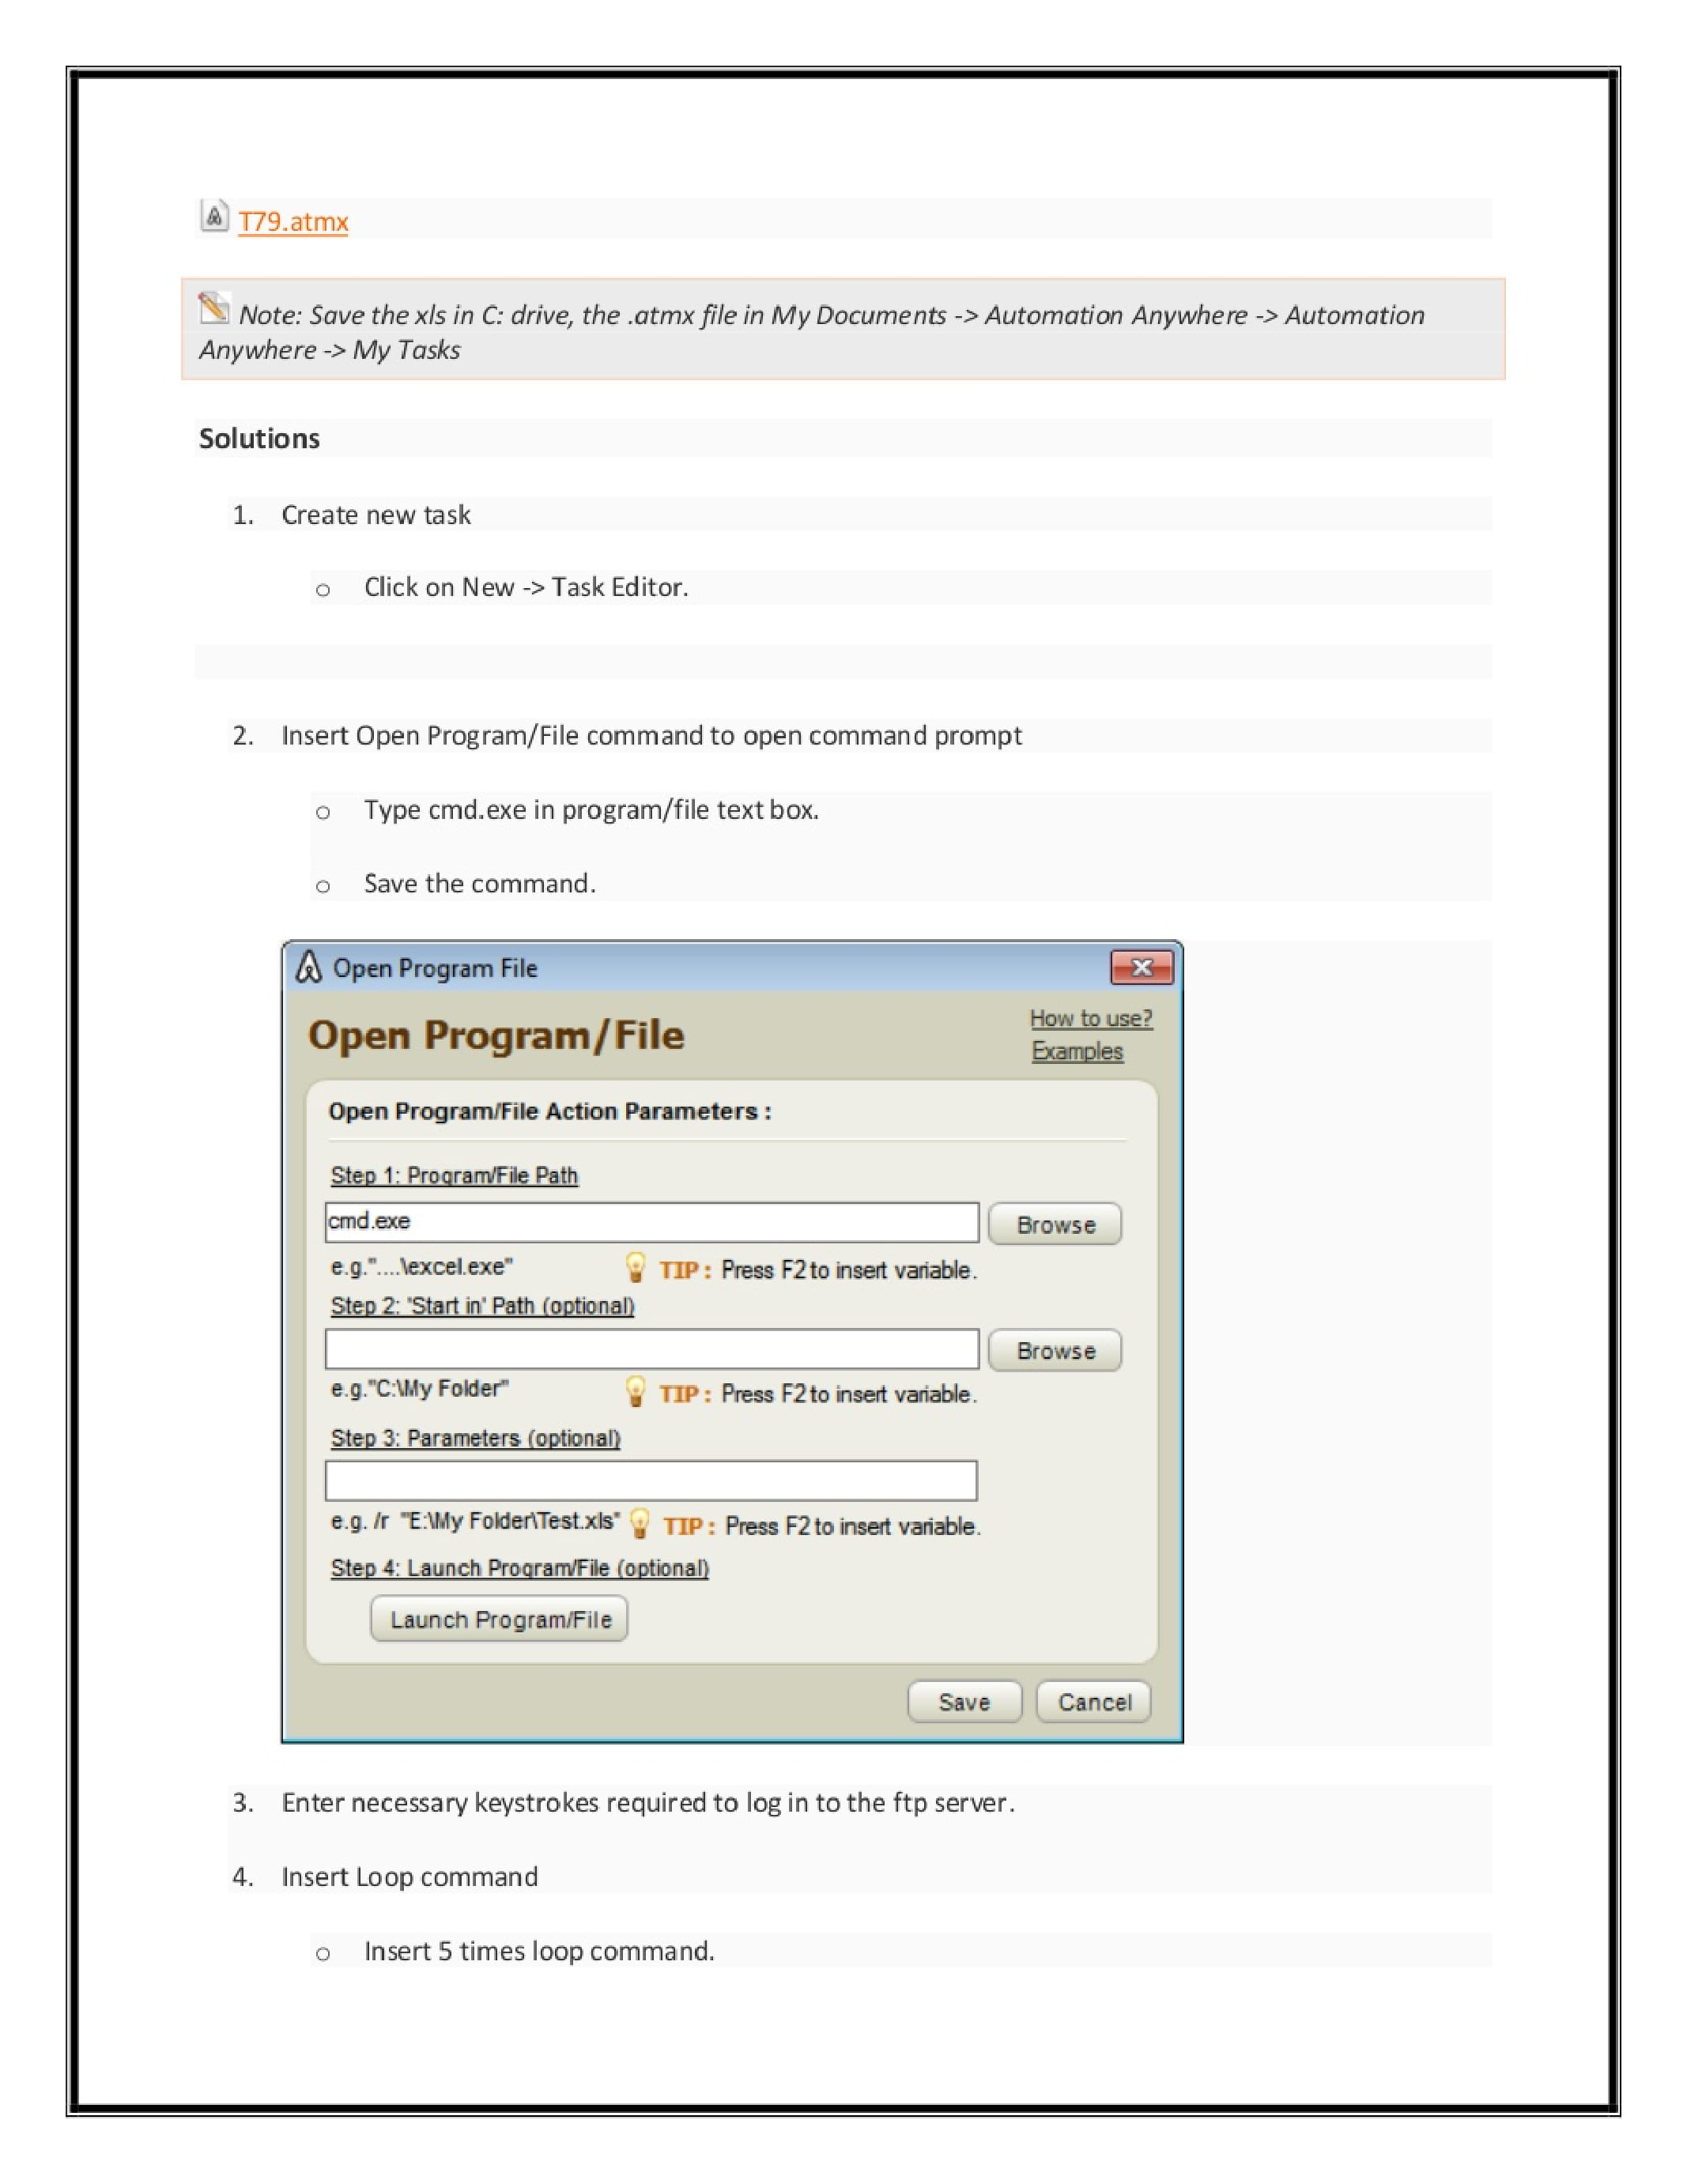 T79.atmx
Note: Save the xls in C: drive, the .atmx file in My Documents -> Automation Anywhere -> Automation
Anywhere -> My Tasks
Solutions
1. Create new task
o Click on New -> Task Editor.
2. Insert Open Program/File command to open command prompt
o Type cmd.exe in program/file text box.
o Save the command.
Open Program File
Open Program/File
How to use?
Examples
Open Program/File Action Parameters :
Step 1: Program/File Path
cmd.exe
Browse
e.g."....\excel.exe" TIP : Press F2 to insert variable.
Step 2: 'Start in' Path (optional)
Browse
e.g."C:\My Folder" TIP : Press F2 to insert variable.
Step 3: Parameters (optional)
e.g. /r "E:\My Folder\Test.xls" TIP : Press F2 to insert variable.
Step 4: Launch Program/File (optional)
Launch Program/File
Save Cancel
3. Enter necessary keystrokes required to log in to the ftp server.
4. Insert Loop command
o Insert 5 times loop command.